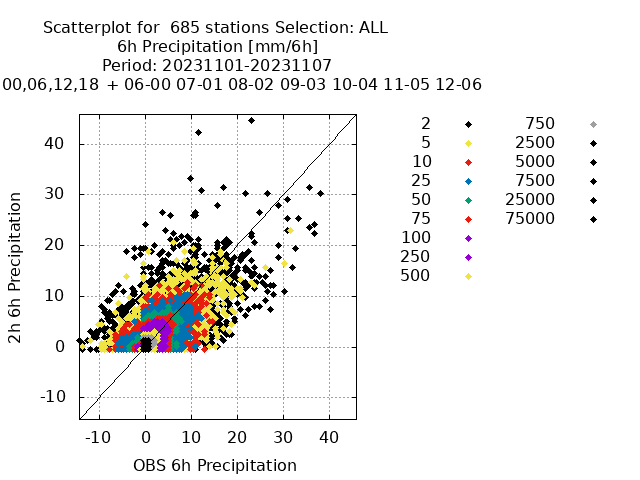 Scatterplot for  685 stations Selection: ALL
6h Precipitation [mm/6h]
Period: 20231101-20231107
00,06,12,18 + 06-00 07-01 08-02 09-03 10-04 11-05 12-06
2 750
5 2500
10 5000
25 7500
50 25000
75 75000
100
250
500
40
30
20
10
0
-10
2h 6h Precipitation
-10 0 10 20 30 40
OBS 6h Precipitation